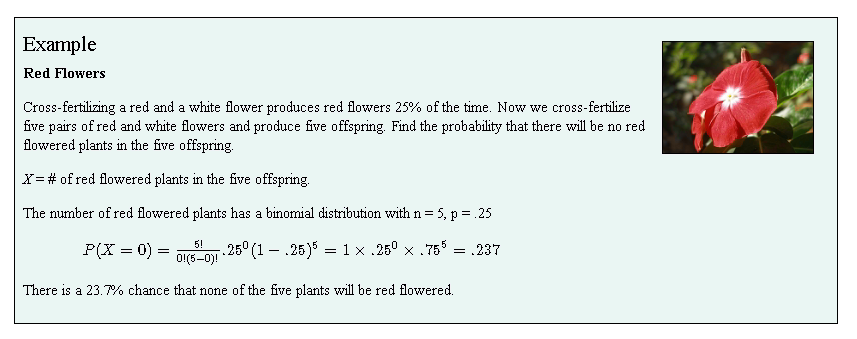 Example
Red Flowers
Cross-fertilizing a red and a white flower produces red flowers 25% of the time. Now we cross-fertilize
five pairs of red and white flowers and produce five offspring. Find the probability that there will be no red
flowered plants in the five offspring.
X = # of red flowered plants in the five offspring.
The number of red flowered plants has a binomial distribution with n = 5, p = .25
P(X = 0) = \frac{5!}{0!(5−0)!} .25^0 (1 − .25)^5 = 1 × .25^0 × .75^5 = .237
There is a 23.7% chance that none of the five plants will be red flowered.